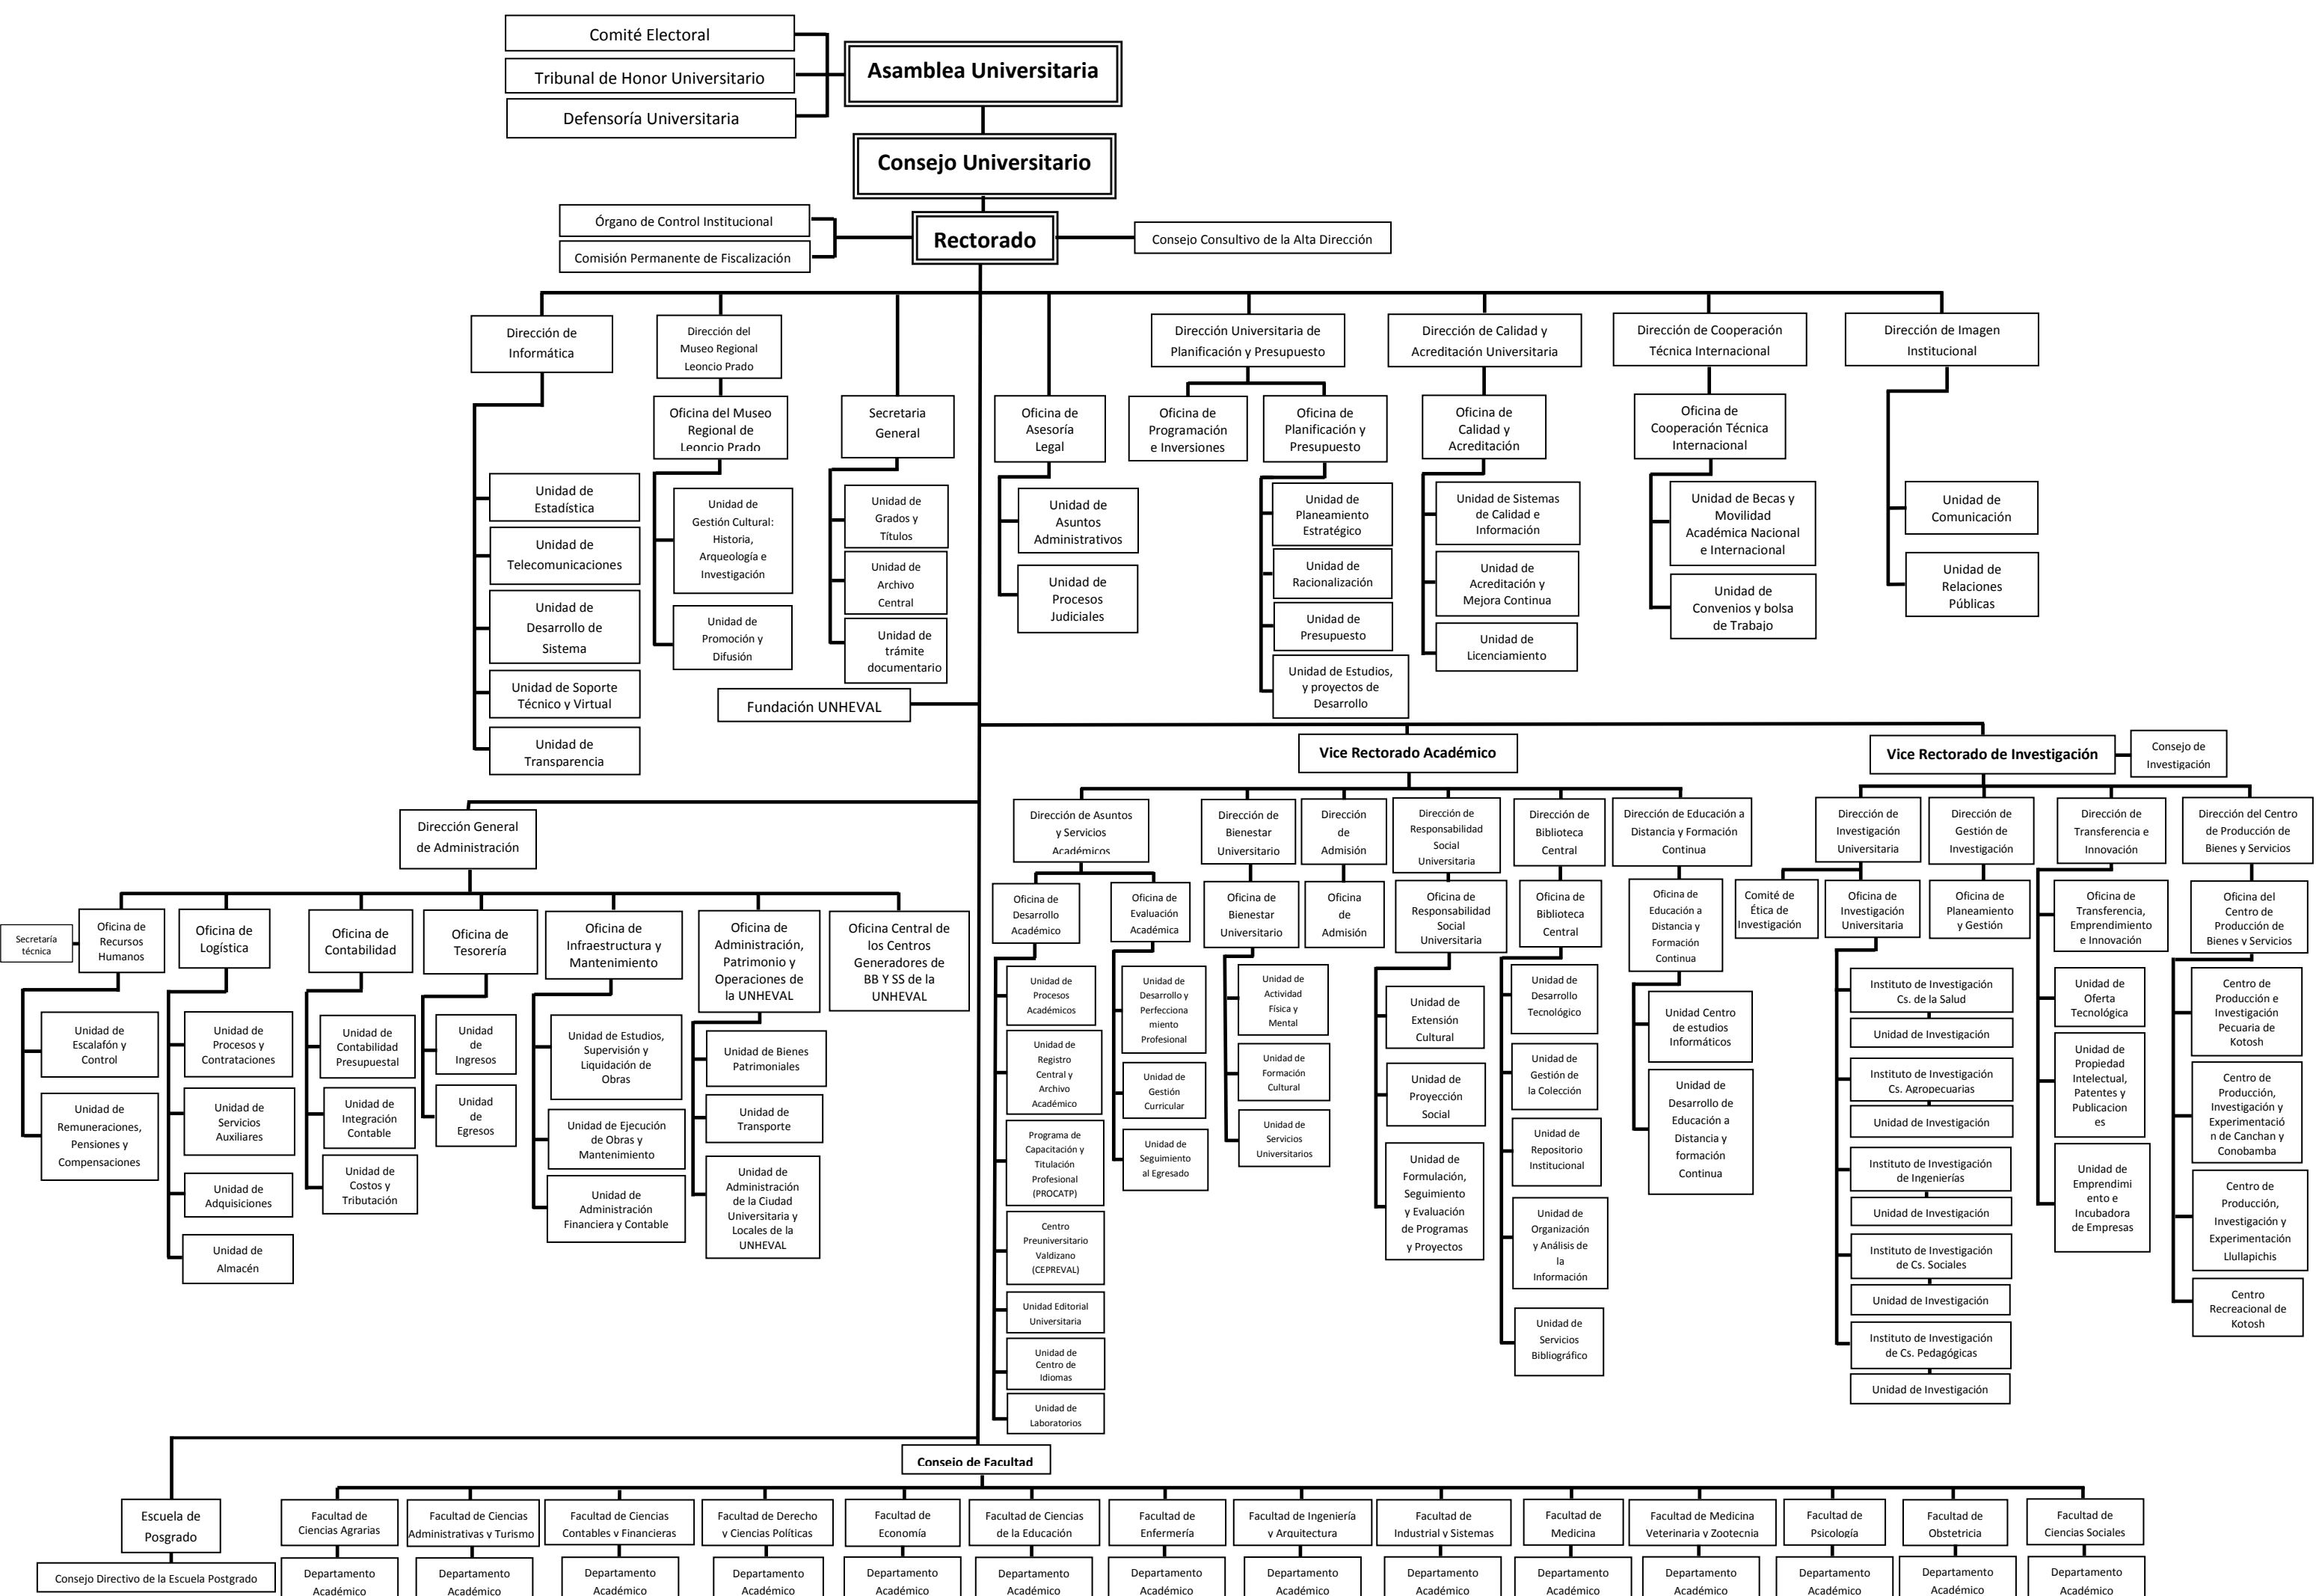 Comité Electoral
Tribunal de Honor Universitario
Defensoría Universitaria
Asamblea Universitaria
Consejo Universitario
Órgano de Control Institucional
Comisión Permanente de Fiscalización
Rectorado
Consejo Consultivo de la Alta Dirección
Dirección de
Informática
Dirección del
Museo Regional
Leoncio Prado
Dirección Universitaria de
Planificación y Presupuesto
Dirección de Calidad y
Acreditación Universitaria
Dirección de Cooperación
Técnica Internacional
Dirección de Imagen
Institucional
Oficina del Museo
Regional de
Leoncio Prado
Secretaria
General
Oficina de
Asesoría
Legal
Oficina de
Programación
e Inversiones
Oficina de
Planificación y
Presupuesto
Oficina de
Calidad y
Acreditación
Oficina de
Cooperación Técnica
Internacional
Unidad de
Estadística
Unidad de
Telecomunicaciones
Unidad de
Desarrollo de
Sistema
Unidad de Soporte
Técnico y Virtual
Unidad de
Transparencia
Unidad de
Gestión Cultural:
Historia,
Arqueología e
Investigación
Unidad de
Promoción y
Difusión
Unidad de
Grados y
Títulos
Unidad de
Archivo
Central
Unidad de
trámite
documentario
Unidad de
Asuntos
Administrativos
Unidad de
Procesos
Judiciales
Unidad de
Planeamiento
Estratégico
Unidad de
Racionalización
Unidad de
Presupuesto
Unidad de Estudios,
y proyectos de
Desarrollo
Unidad de Sistemas
de Calidad e
Información
Unidad de
Acreditación y
Mejora Continua
Unidad de
Licenciamiento
Unidad de Becas y
Movilidad
Académica Nacional
e Internacional
Unidad de
Convenios y bolsa
de Trabajo
Unidad de
Comunicación
Unidad de
Relaciones
Públicas
Fundación UNHEVAL
Vice Rectorado Académico
Vice Rectorado de Investigación
Consejo de
Investigación
Dirección General
de Administración
Dirección de Asuntos
y Servicios
Académicos
Dirección de
Bienestar
Universitario
Dirección
de
Admisión
Dirección de
Responsabilidad
Social
Universitaria
Dirección de
Biblioteca
Central
Dirección de Educación a
Distancia y Formación
Continua
Dirección de
Investigación
Universitaria
Dirección de
Gestión de
Investigación
Dirección de
Transferencia e
Innovación
Dirección del Centro
de Producción de
Bienes y Servicios
Secretaría
técnica
Oficina de
Recursos
Humanos
Oficina de
Logística
Oficina de
Contabilidad
Oficina de
Tesorería
Oficina de
Infraestructura y
Mantenimiento
Oficina de
Administración,
Patrimonio y
Operaciones de
la UNHEVAL
Oficina Central de
los Centros
Generadores de
BB Y SS de la
UNHEVAL
Oficina de
Desarrollo
Académico
Oficina de
Evaluación
Académica
Oficina de
Bienestar
Universitario
Oficina
de
Admisión
Oficina de
Responsabilidad
Social
Universitaria
Oficina de
Biblioteca
Central
Oficina de
Educación a
Distancia y
Formación
Continua
Comité de
Ética de
Investigación
Oficina de
Investigación
Universitaria
Oficina de
Planeamiento
y Gestión
Oficina de
Transferencia,
Emprendimiento
e Innovación
Oficina del
Centro de
Producción de
Bienes y Servicios
Unidad de
Escalafón y
Control
Unidad de
Remuneraciones,
Pensiones y
Compensaciones
Unidad de
Procesos y
Contrataciones
Unidad de
Servicios
Auxiliares
Unidad de
Adquisiciones
Unidad de
Almacén
Unidad de
Contabilidad
Presupuestal
Unidad de
Integración
Contable
Unidad de
Costos y
Tributación
Unidad
de
Ingresos
Unidad
de
Egresos
Unidad de Estudios,
Supervisión y
Liquidación de
Obras
Unidad de Ejecución
de Obras y
Mantenimiento
Unidad de
Administración
Financiera y Contable
Unidad de Bienes
Patrimoniales
Unidad de
Transporte
Unidad de
Administración
de la Ciudad
Universitaria y
Locales de la
UNHEVAL
Unidad de
Procesos
Académicos
Unidad de
Registro
Central y
Archivo
Académico
Programa de
Capacitación y
Titulación
Profesional
(PROCATP)
Centro
Preuniversitario
Valdizano
(CEPREVAL)
Unidad Editorial
Universitaria
Unidad de
Centro de
Idiomas
Unidad de
Laboratorios
Unidad de
Desarrollo y
Perfecciona
miento
Profesional
Unidad de
Gestión
Curricular
Unidad de
Seguimiento
al Egresado
Unidad de
Actividad
Física y
Mental
Unidad de
Formación
Cultural
Unidad de
Servicios
Universitarios
Unidad de
Extensión
Cultural
Unidad de
Proyección
Social
Unidad de
Formulación,
Seguimiento
y Evaluación
de Programas
y Proyectos
Unidad de
Desarrollo
Tecnológico
Unidad de
Gestión de
la Colección
Unidad de
Repositorio
Institucional
Unidad de
Organización
y Análisis de
la
Información
Unidad de
Servicios
Bibliográfico
Unidad Centro
de estudios
Informáticos
Unidad de
Desarrollo de
Educación a
Distancia y
formación
Continua
Instituto de Investigación
Cs. de la Salud
Unidad de Investigación
Instituto de Investigación
Cs. Agropecuarias
Unidad de Investigación
Instituto de Investigación
de Ingenierías
Unidad de Investigación
Instituto de Investigación
de Cs. Sociales
Unidad de Investigación
Instituto de Investigación
de Cs. Pedagógicas
Unidad de Investigación
Unidad de
Oferta
Tecnológica
Unidad de
Propiedad
Intelectual,
Patentes y
Publicacion
es
Unidad de
Emprendimi
ento e
Incubadora
de Empresas
Centro de
Producción e
Investigación
Pecuaria de
Kotosh
Centro de
Producción,
Investigación y
Experimentació
n de Canchan y
Conobamba
Centro de
Producción,
Investigación y
Experimentación
Llullapichis
Centro
Recreacional de
Kotosh
Consejo de Facultad
Escuela de
Posgrado
Consejo Directivo de la Escuela Postgrado
Facultad de
Ciencias Agrarias
Facultad de Ciencias
Administrativas y Turismo
Facultad de Ciencias
Contables y Financieras
Facultad de Derecho
y Ciencias Políticas
Facultad de
Economía
Facultad de Ciencias
de la Educación
Facultad de
Enfermería
Facultad de Ingeniería
y Arquitectura
Facultad de
Industrial y Sistemas
Facultad de
Medicina
Facultad de Medicina
Veterinaria y Zootecnia
Facultad de
Psicología
Facultad de
Obstetricia
Facultad de
Ciencias Sociales
Departamento
Académico
Departamento
Académico
Departamento
Académico
Departamento
Académico
Departamento
Académico
Departamento
Académico
Departamento
Académico
Departamento
Académico
Departamento
Académico
Departamento
Académico
Departamento
Académico
Departamento
Académico
Departamento
Académico
Departamento
Académico